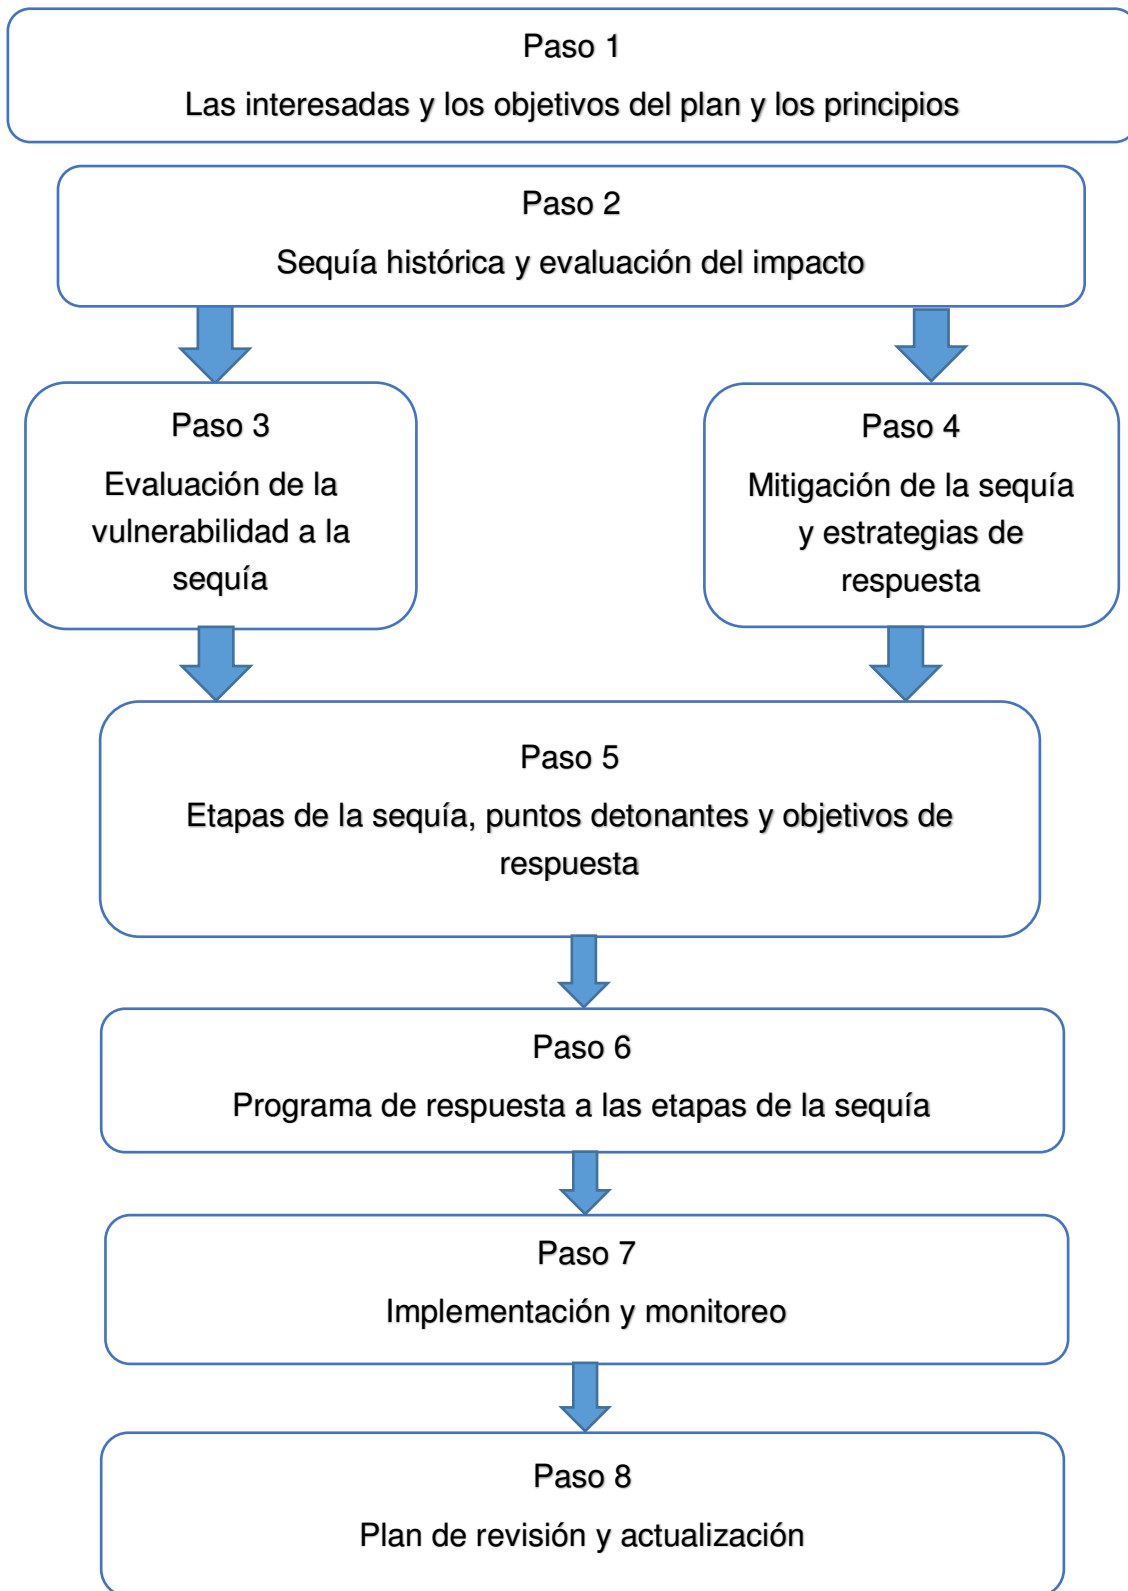 Paso 1
Las interesadas y los objetivos del plan y los principios
Paso 2
Sequía histórica y evaluación del impacto
Paso 3
Evaluación de la
vulnerabilidad a la
sequía
Paso 4
Mitigación de la sequía
y estrategias de
respuesta
Paso 5
Etapas de la sequía, puntos detonantes y objetivos de
respuesta
Paso 6
Programa de respuesta a las etapas de la sequía
Paso 7
Implementación y monitoreo
Paso 8
Plan de revisión y actualización